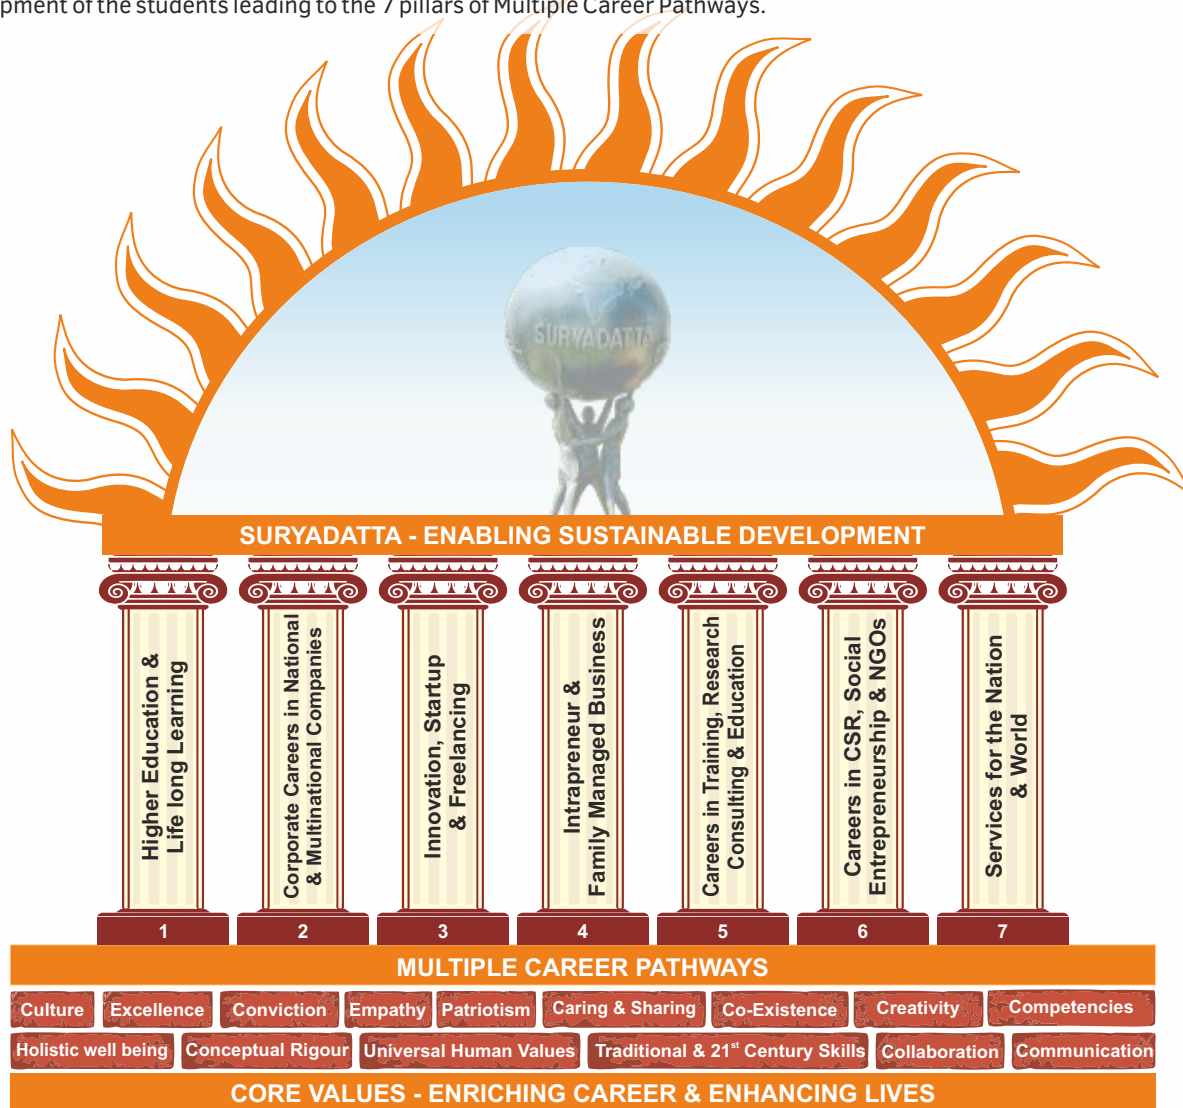 pment of the students leading to the 7 pillars of Multiple Career Pathways.
SURYADATTA
SURYADATTA - ENABLING SUSTAINABLE DEVELOPMENT
Higher Education &
Life long Learning
Corporate Careers in National
& Multinational Companies
Innovation, Startup
& Freelancing
Intrapreneur &
Family Managed Business
Careers in Training, Research
Consulting & Education
Careers in CSR, Social
Entrepreneurship & NGOs
Services for the Nation
& World
1 2 3 4 5 6 7
MULTIPLE CAREER PATHWAYS
Culture Excellence Conviction Empathy Patriotism Caring & Sharing Co-Existence Creativity Competencies
Holistic well being Conceptual Rigour Universal Human Values Traditional & 21st Century Skills Collaboration Communication
CORE VALUES - ENRICHING CAREER & ENHANCING LIVES